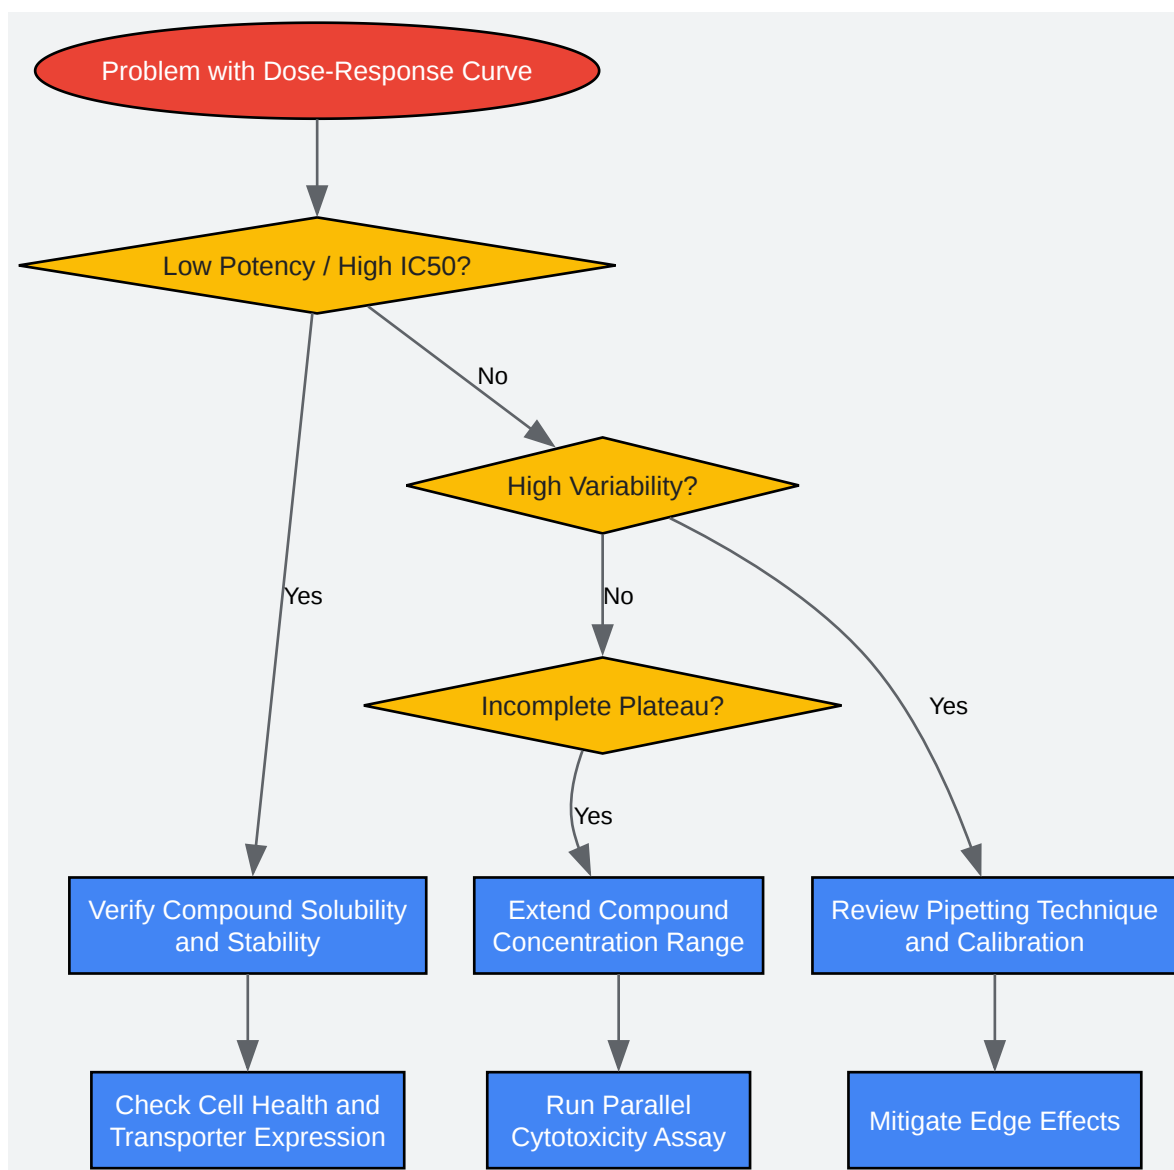 Problem with Dose-Response Curve
Low Potency / High IC50?
No
High Variability?
Yes
No
Incomplete Plateau?
Yes
Yes
Verify Compound Solubility
and Stability
Extend Compound
Concentration Range
Review Pipetting Technique
and Calibration
Check Cell Health and
Transporter Expression
Run Parallel
Cytotoxicity Assay
Mitigate Edge Effects